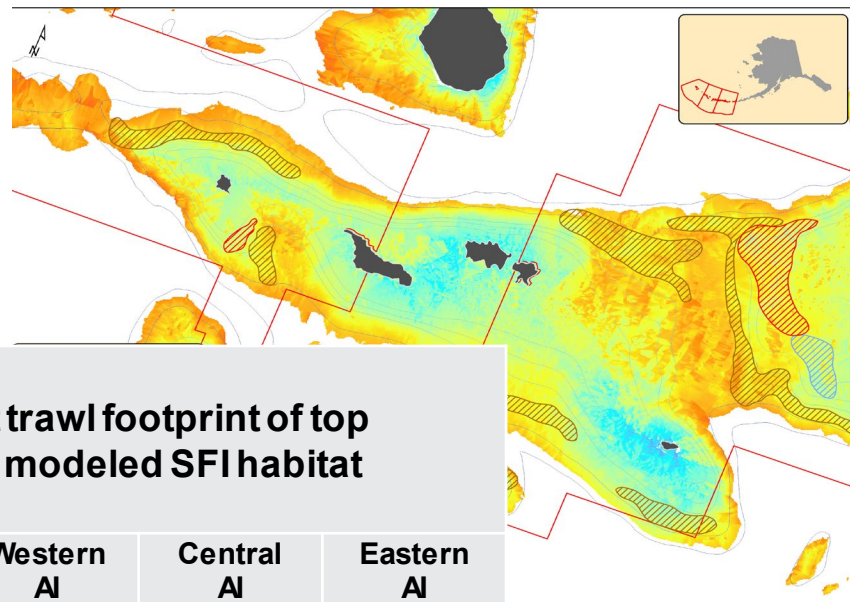 N
trawl footprint of top
modeled SFI habitat
Western Central Eastern
AI AI AI